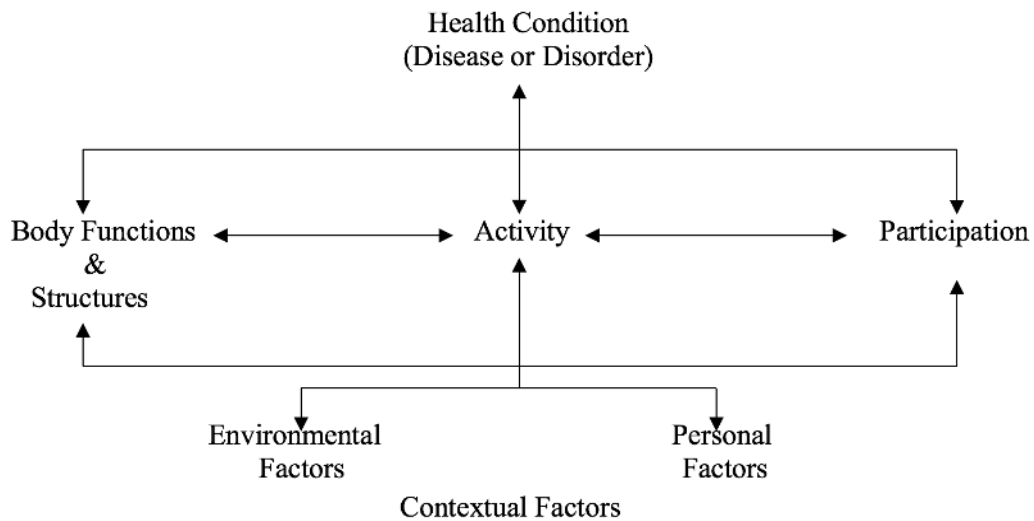 Health Condition
(Disease or Disorder)
Body Functions
&
Structures
Activity
Participation
Environmental
Factors
Personal
Factors
Contextual Factors